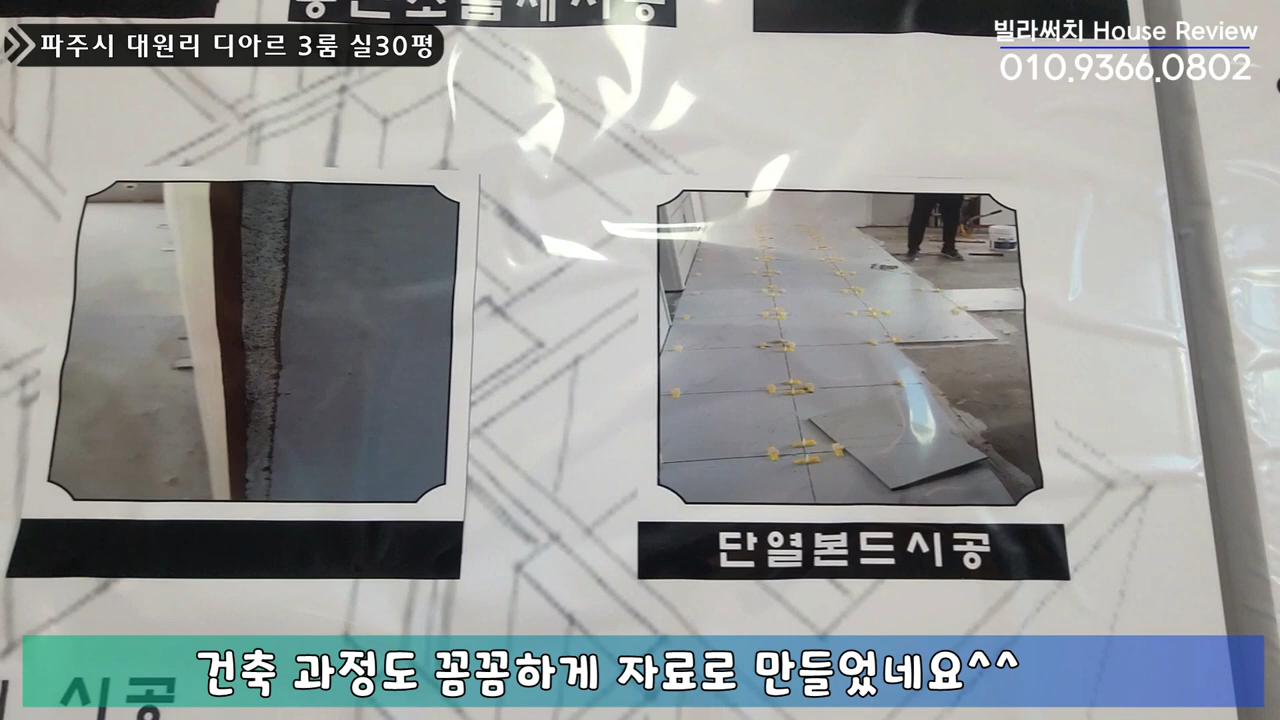 파주시 대원리 디아르 3룸 실30평
빌라써치 House Review
010.9366.0802
단열본드시공
시공
건축 과정도 꼼꼼하게 자료로 만들었네요^^